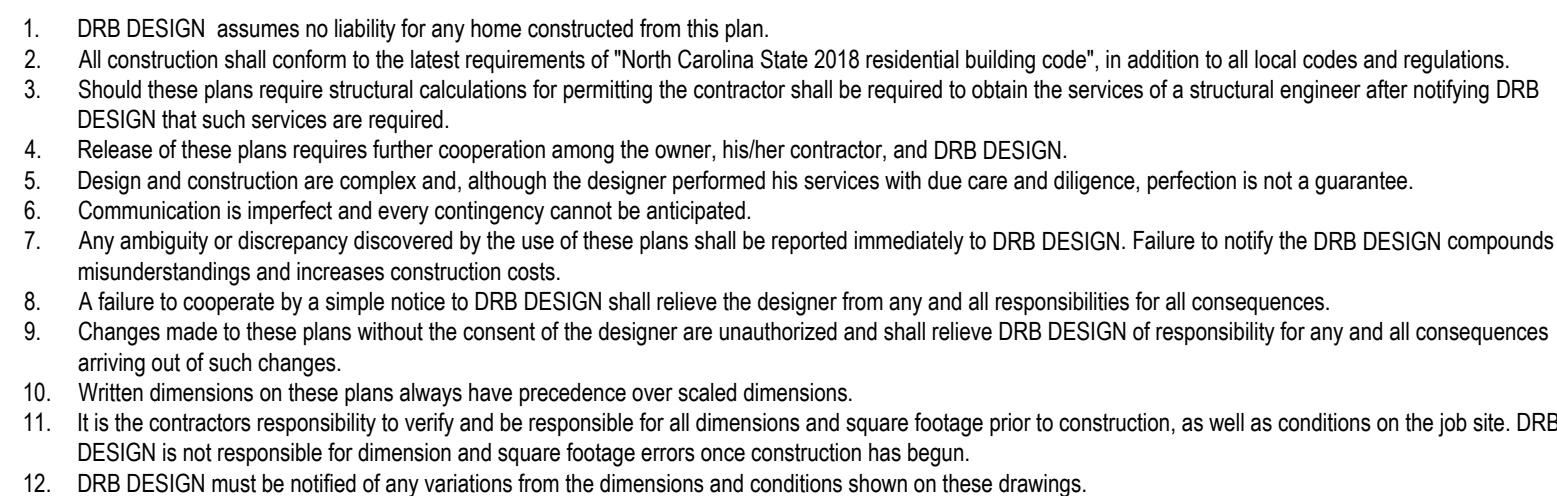 1. DRB DESIGN assumes no liability for any home constructed from this plan.
2. All construction shall conform to the latest requirements of "North Carolina State 2018 residential building code", in addition to all local codes and regulations.
3. Should these plans require structural calculations for permitting the contractor shall be required to obtain the services of a structural engineer after notifying DRB
DESIGN that such services are required.
4. Release of these plans requires further cooperation among the owner, his/her contractor, and DRB DESIGN.
5. Design and construction are complex and, although the designer performed his services with due care and diligence, perfection is not a guarantee.
6. Communication is imperfect and every contingency cannot be anticipated.
7. Any ambiguity or discrepancy discovered by the use of these plans shall be reported immediately to DRB DESIGN. Failure to notify the DRB DESIGN compounds
misunderstandings and increases construction costs.
8. A failure to cooperate by a simple notice to DRB DESIGN shall relieve the designer from any and all responsibilities for all consequences.
9. Changes made to these plans without the consent of the designer are unauthorized and shall relieve DRB DESIGN of responsibility for any and all consequences
arriving out of such changes.
10. Written dimensions on these plans always have precedence over scaled dimensions.
11. It is the contractors responsibility to verify and be responsible for all dimensions and square footage prior to construction, as well as conditions on the job site. DRB
DESIGN is not responsible for dimension and square footage errors once construction has begun.
12. DRB DESIGN must be notified of any variations from the dimensions and conditions shown on these drawings.